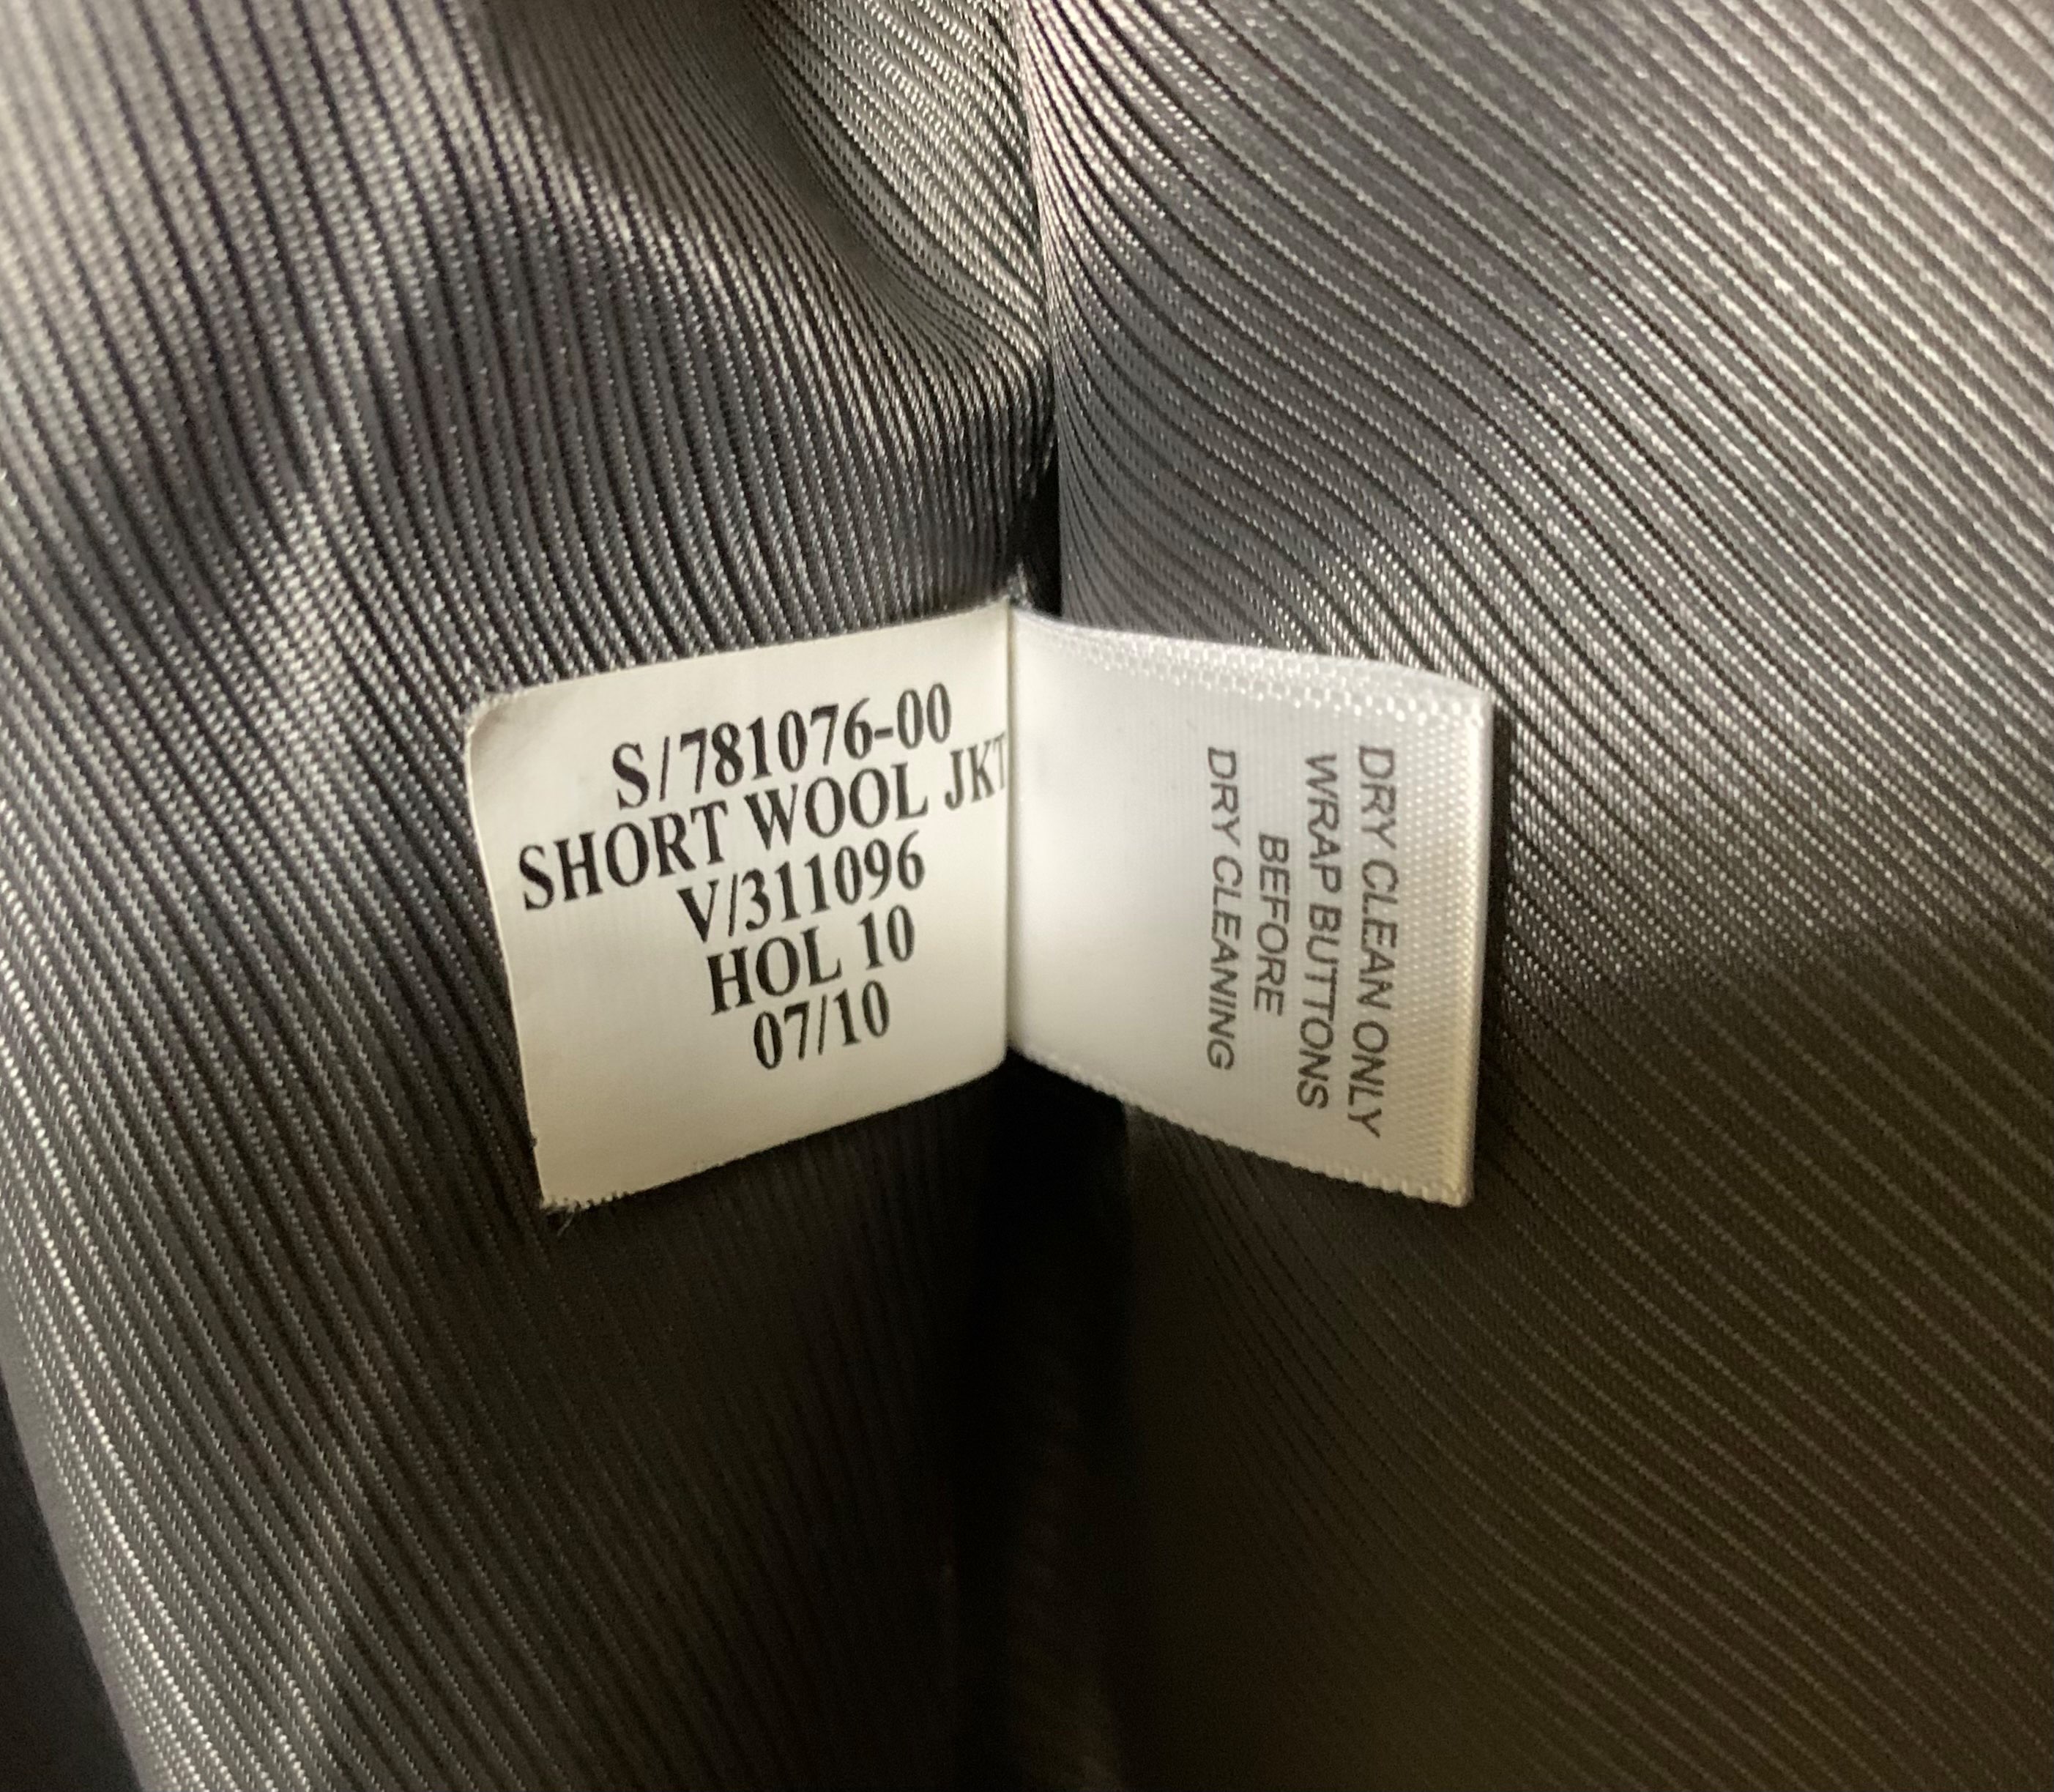 S/781076-00
SHORT WOOL JKT
V/311096
HOL 10
07/10
DRY CLEAN ONLY
WRAP BUTTONS
BEFORE
DRY CLEANING